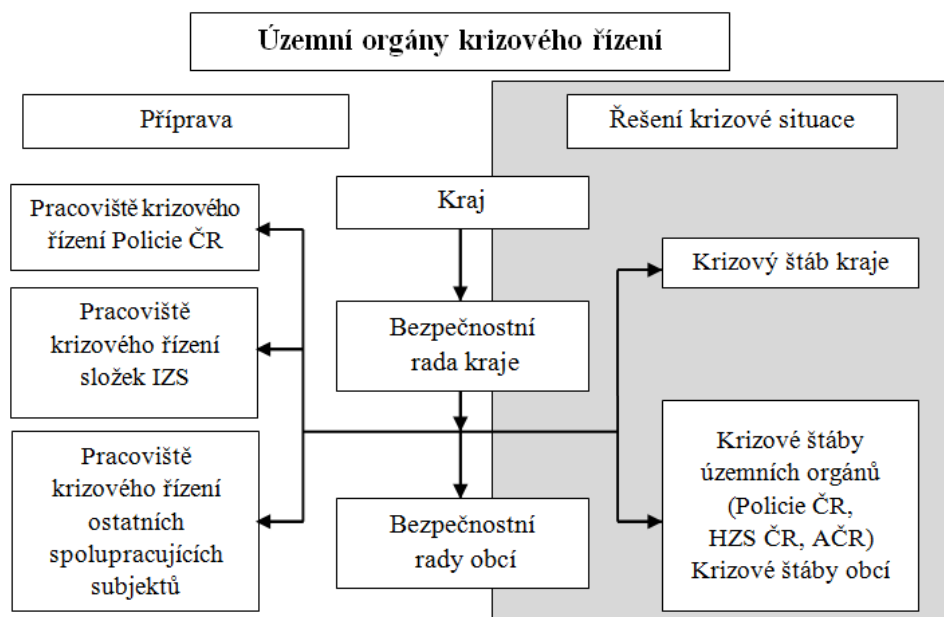 Územní orgány krizového řízení
Příprava
Řešení krizové situace
Pracoviště krizového
řízení Policie ČR
Pracoviště
krizového řízení
složek IZS
Pracoviště
krizového řízení
ostatních
spolupracujících
subjektů
Kraj
Bezpečnostní
rada kraje
Bezpečnostní
rady obcí
Krizový štáb kraje
Krizové štáby
územních orgánů
(Policie ČR,
HZS ČR, AČR)
Krizové štáby obcí